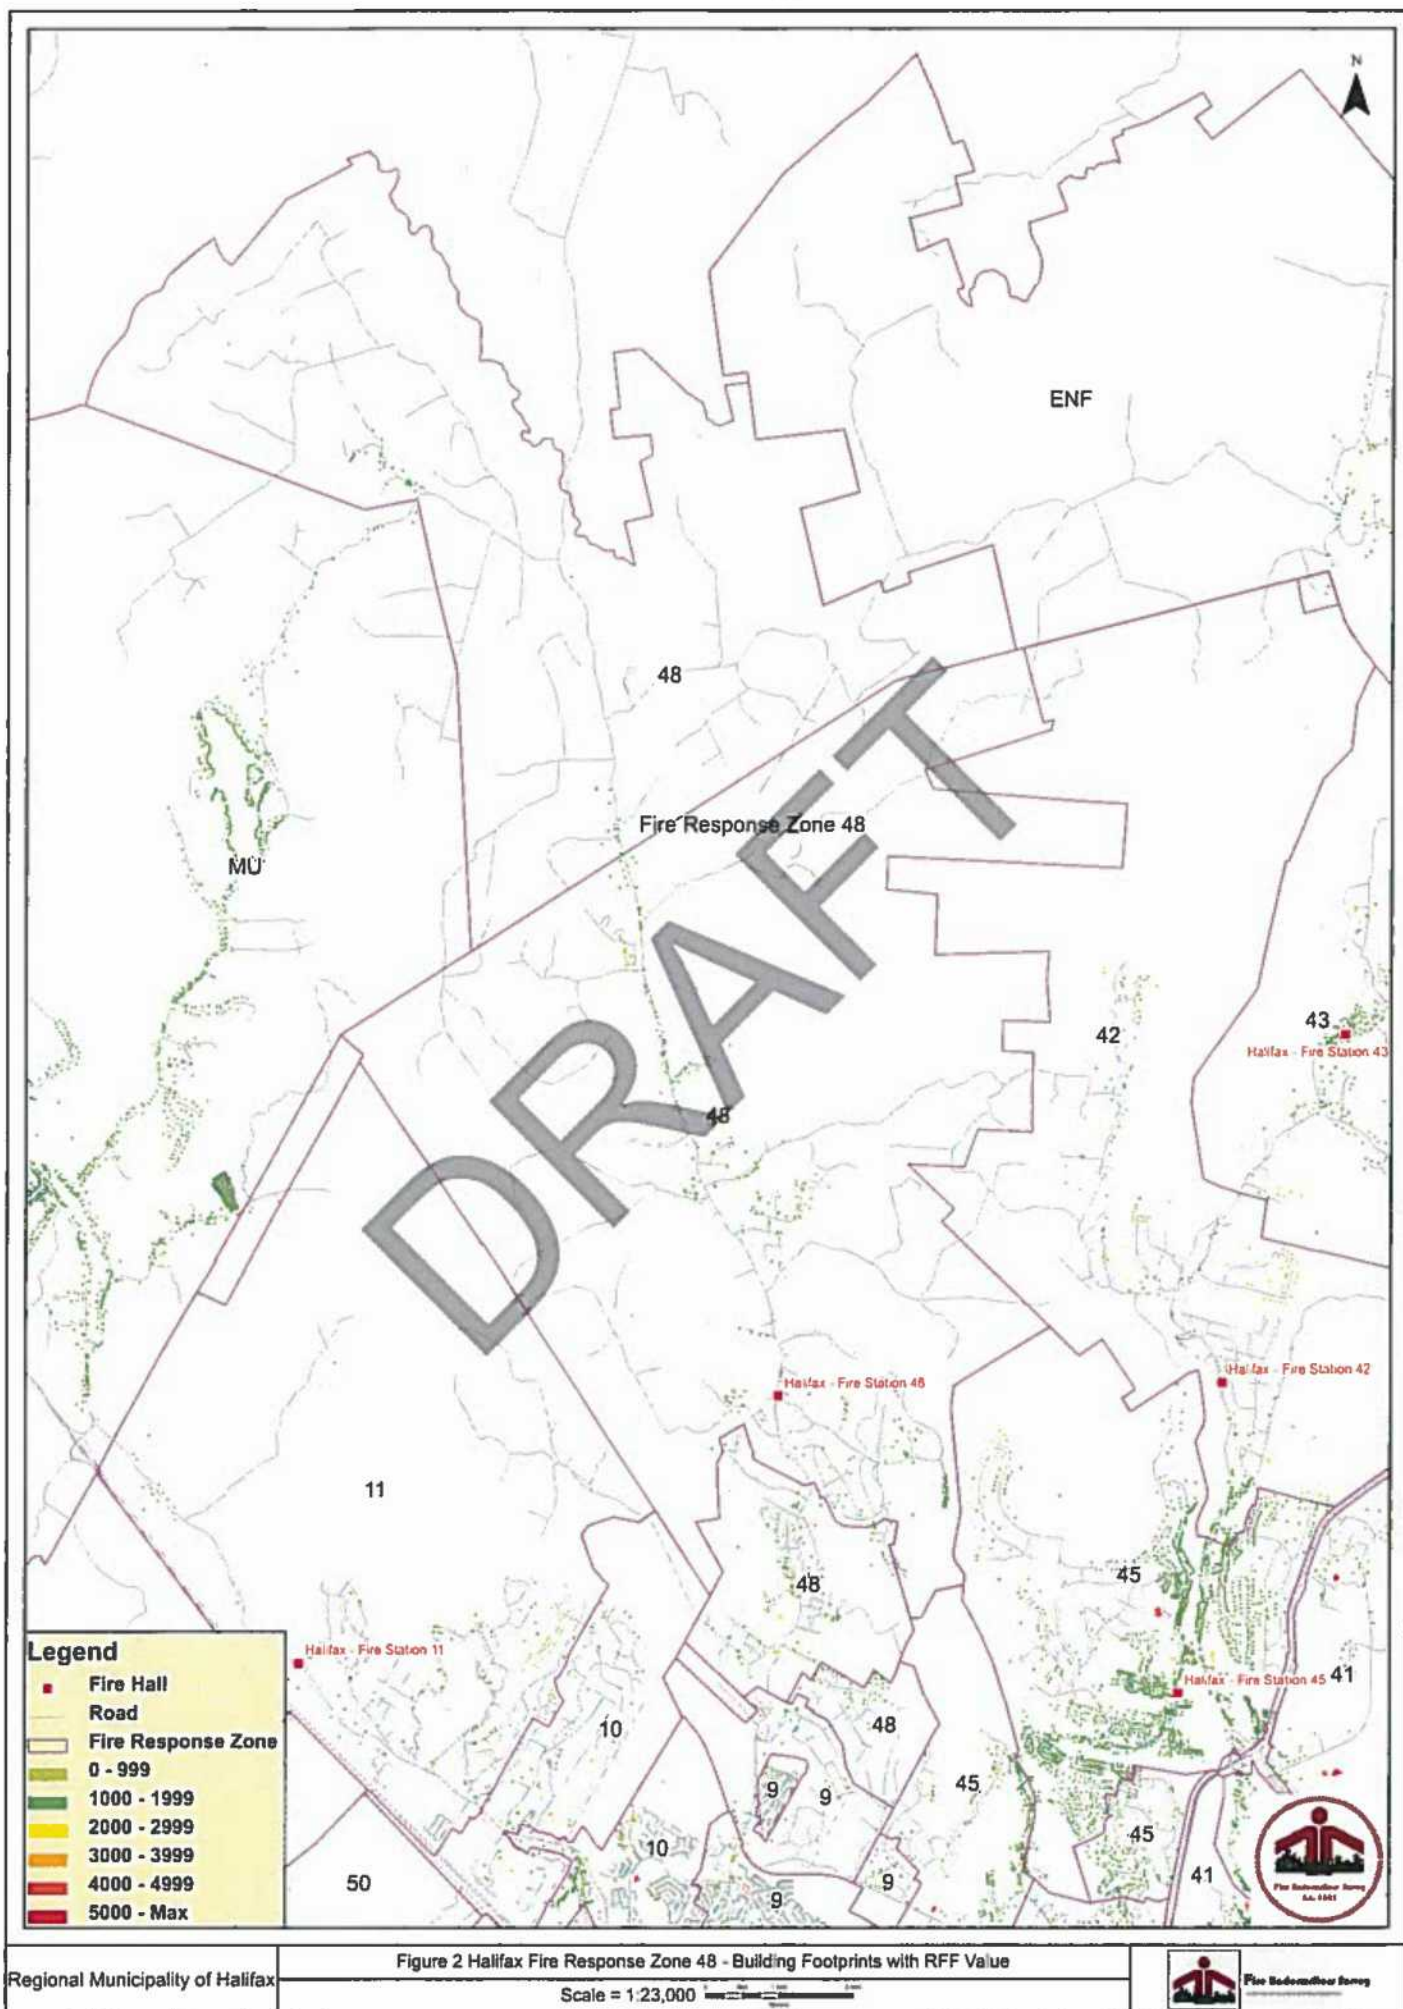 N
ENF
48
Fire Response Zone 48
MU
DRAFT
42
43
Halifax - Fire Station 43
48
Halifax - Fire Station 42
Halifax - Fire Station 48
11
48
45
Halifax - Fire Station 11
Halifax - Fire Station 45
41
10
48
9
9
45
10
45
50
9
9
41
Legend
Fire Hall
Road
Fire Response Zone
0 - 999
1000 - 1999
2000 - 2999
3000 - 3999
4000 - 4999
5000 - Max
Regional Municipality of Halifax
Figure 2 Halifax Fire Response Zone 48 - Building Footprints with RFF Value
Scale = 1:23,000
Fire Underwriters Survey